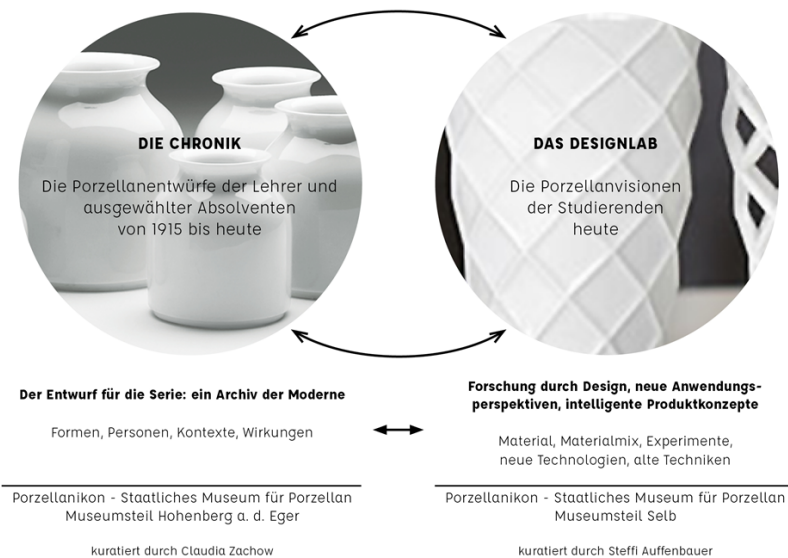 DIE CHRONIK
Die Porzellanentwürfe der Lehrer und
ausgewählter Absolventen
von 1915 bis heute
DAS DESIGNLAB
Die Porzellanvisionen
der Studierenden
heute
Der Entwurf für die Serie: ein Archiv der Moderne
Formen, Personen, Kontexte, Wirkungen
Forschung durch Design, neue Anwendungs-
perspektiven, intelligente Produktkonzepte
Material, Materialmix, Experimente,
neue Technologien, alte Techniken
Porzellanikon - Staatliches Museum für Porzellan
Museumsteil Hohenberg a. d. Eger
kuratiert durch Claudia Zachow
Porzellanikon - Staatliches Museum für Porzellan
Museumsteil Selb
kuratiert durch Steffi Auffenbauer